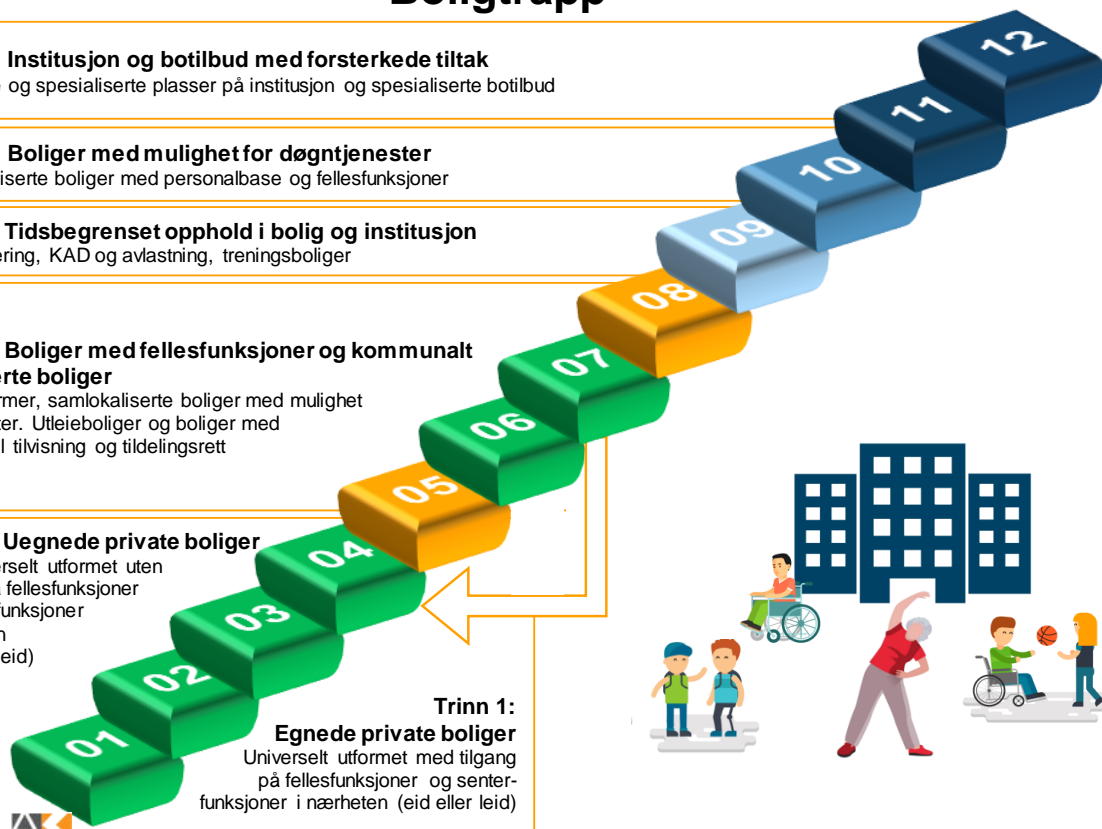 Boligtrapp
Institusjon og botilbud med forsterkede tiltak
og spesialiserte plasser på institusjon og spesialiserte botilbud
Boliger med mulighet for døgntjenester
iserte boliger med personalbase og fellesfunksjoner
Tidsbegrenset opphold i bolig og institusjon
ering, KAD og avlastning, treningsboliger
Boliger med fellesfunksjoner og kommunalt
erte boliger
rmer, samlokaliserte boliger med mulighet
ter. Utleieboliger og boliger med
l tilvisning og tildelingsrett
Uegnede private boliger
erselt utformet uten
fellesfunksjoner
funksjoner
n
eid)
Trinn 1:
Egnede private boliger
Universelt utformet med tilgang
på fellesfunksjoner og senter-
funksjoner i nærheten (eid eller leid)
12
11
10
09
08
07
06
05
04
03
02
01